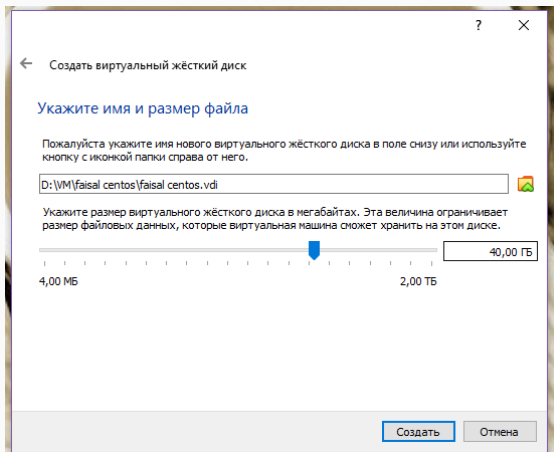 ?
Создать виртуальный жёсткий диск
Укажите имя и размер файла
Пожалуйста укажите имя нового виртуального жёсткого диска в поле снизу или используйте
кнопку с иконкой папки справа от него.
D:\VM\faisal centos\faisal centos.vdi
Укажите размер виртуального жёсткого диска в мегабайтах. Эта величина ограничивает
размер файловых данных, которые виртуальная машина сможет хранить на этом диске.
40,00 ГБ
4,00 МБ 2,00 ТБ
Создать Отмена